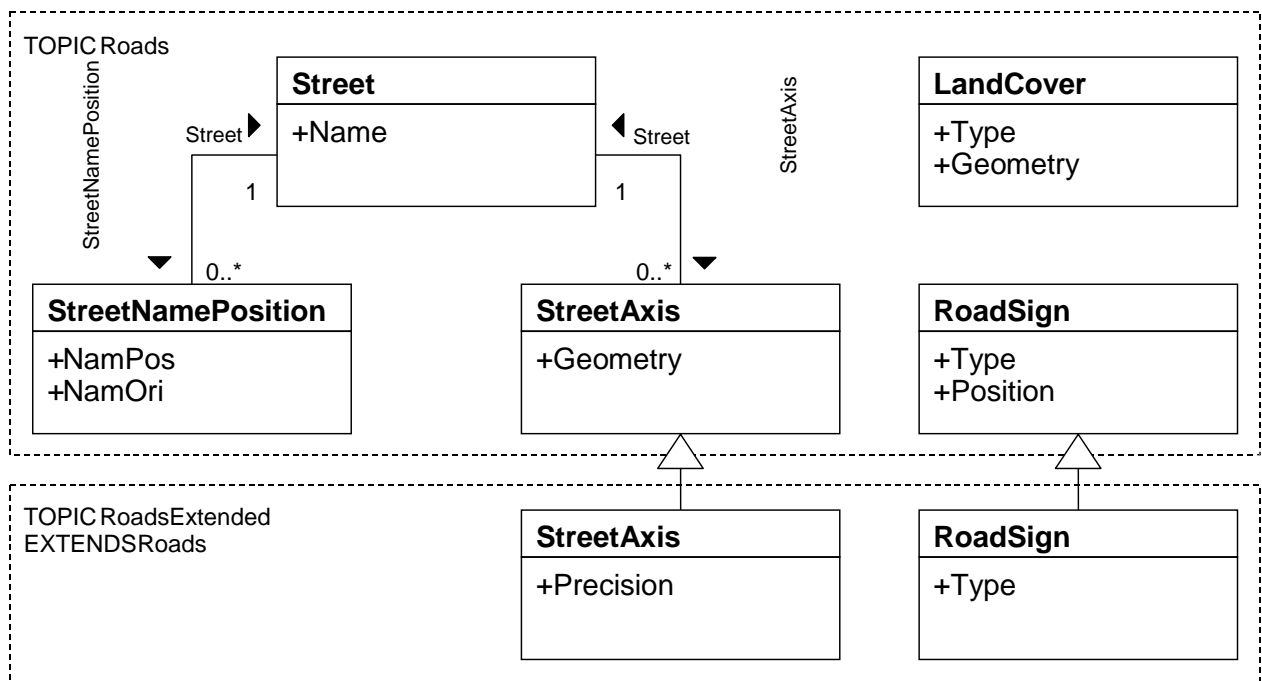 TOPIC Roads
StreetNamePosition
Street
+Name
Street
1
Street
1
StreetAxis
LandCover
+Type
+Geometry
0..*
StreetNamePosition
+NamPos
+NamOri
0..*
StreetAxis
+Geometry
RoadSign
+Type
+Position
TOPIC RoadsExtended
EXTENDSRoads
StreetAxis
+Precision
RoadSign
+Type